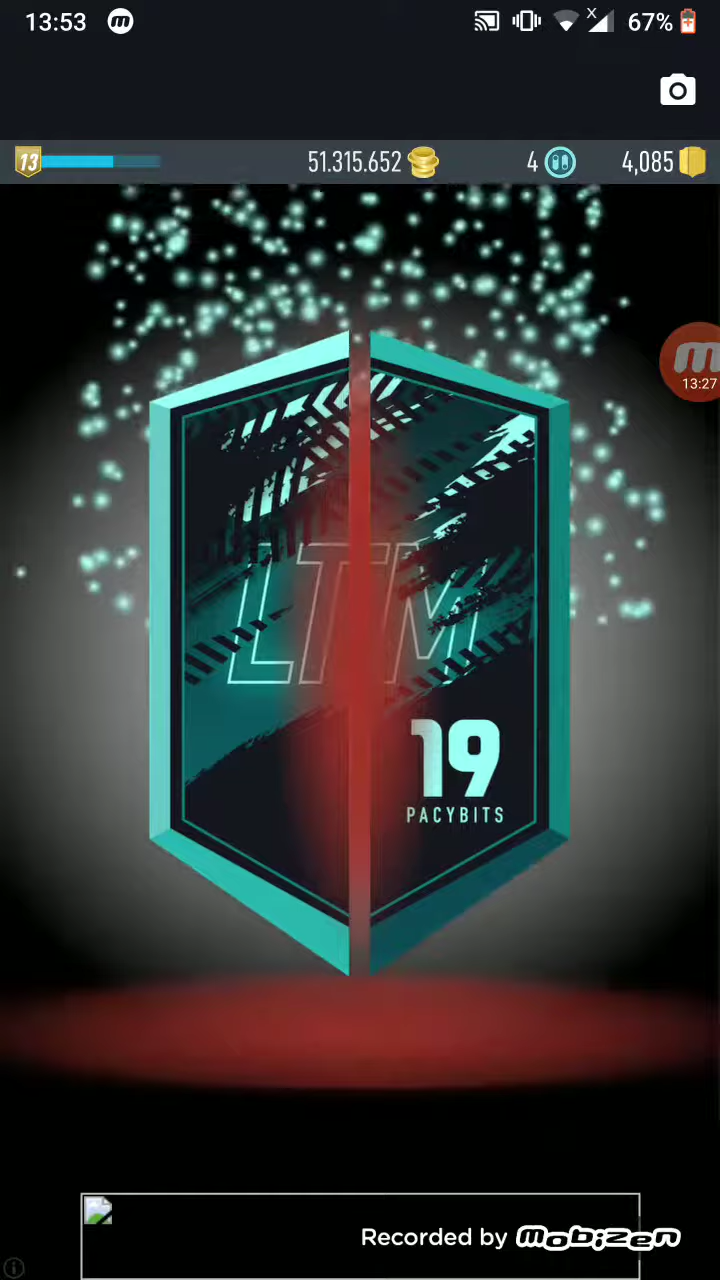 13:53 m 67%
13 51.315.652 4 4,085
m
13:27
LTM
19
PACYBITS
Recorded by mobizen